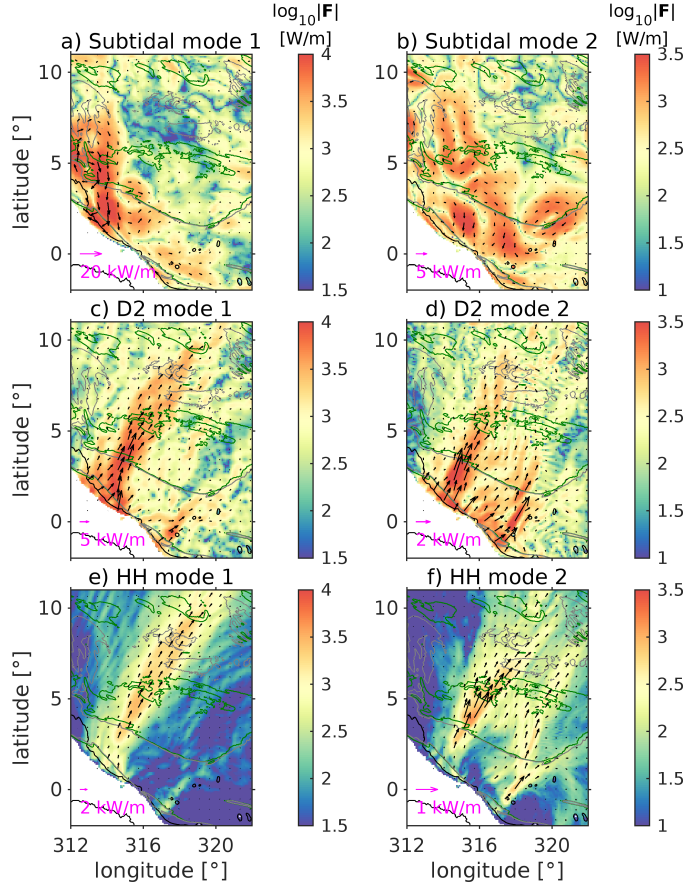 log10|F|
[W/m]
log10|F|
[W/m]
a) Subtidal mode 1
b) Subtidal mode 2
10
5
0
latitude [°]
20 kW/m
4
3.5
3
2.5
2
1.5
5 kW/m
3.5
3
2.5
2
1.5
1
c) D2 mode 1
d) D2 mode 2
10
5
0
latitude [°]
5 kW/m
4
3.5
3
2.5
2
1.5
2 kW/m
3.5
3
2.5
2
1.5
1
e) HH mode 1
f) HH mode 2
10
5
0
latitude [°]
2 kW/m
4
3.5
3
2.5
2
1.5
1 kW/m
3.5
3
2.5
2
1.5
1
312 316 320
312 316 320
longitude [°]
longitude [°]